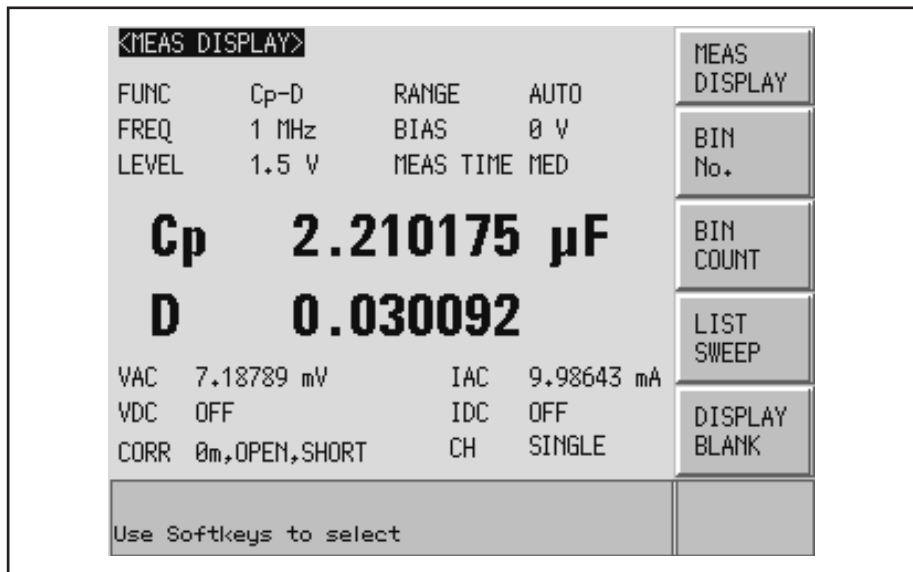 <MEAS DISPLAY>
FUNC Cp-D RANGE AUTO
FREQ 1 MHz BIAS 0 V
LEVEL 1.5 V MEAS TIME MED
Cp 2.210175 µF
D 0.030092
VAC 7.18789 mV IAC 9.98643 mA
VDC OFF IDC OFF
CORR 0m,OPEN,SHORT CH SINGLE
MEAS
DISPLAY
BIN
No.
BIN
COUNT
LIST
SWEEP
DISPLAY
BLANK
Use Softkeys to select